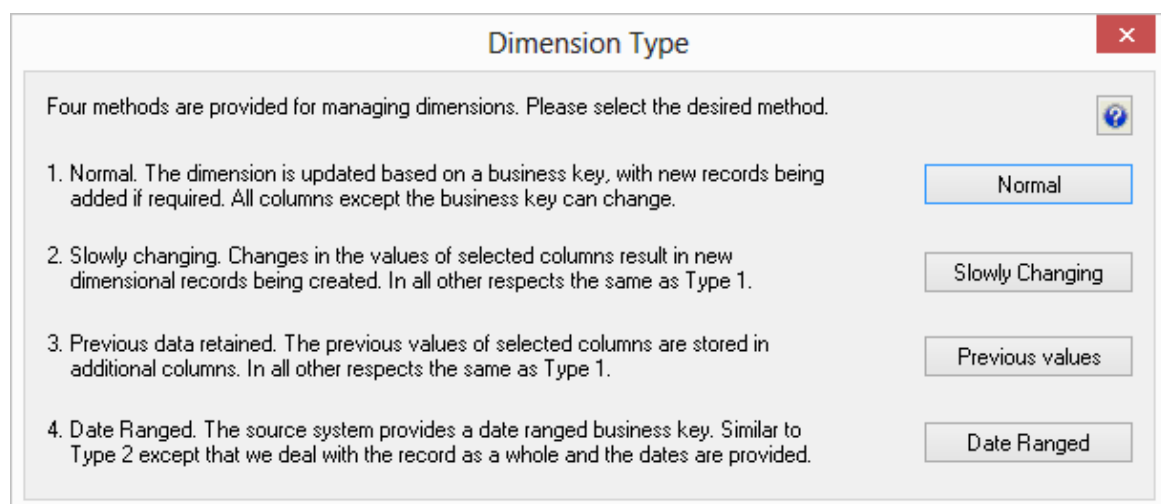 Dimension Type
Four methods are provided for managing dimensions. Please select the desired method.
1. Normal. The dimension is updated based on a business key, with new records being
added if required. All columns except the business key can change.
Normal
2. Slowly changing. Changes in the values of selected columns result in new
dimensional records being created. In all other respects the same as Type 1.
Slowly Changing
3. Previous data retained. The previous values of selected columns are stored in
additional columns. In all other respects the same as Type 1.
Previous values
4. Date Ranged. The source system provides a date ranged business key. Similar to
Type 2 except that we deal with the record as a whole and the dates are provided.
Date Ranged